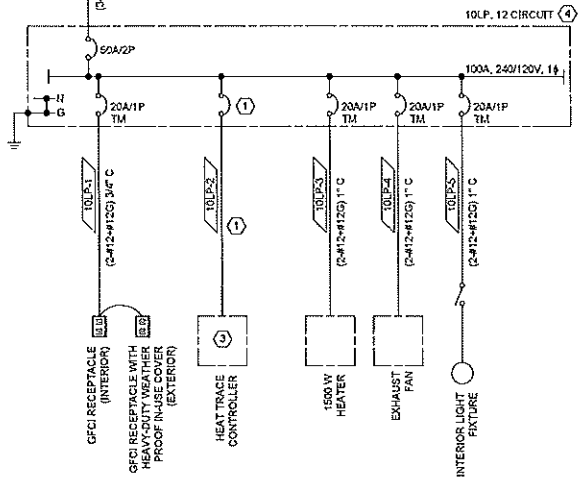 10LP, 12 CIRCUIT 4
50A/2P
100A, 240/120V, 1ϕ
N
G
20A/1P
TM
1
20A/1P
TM
20A/1P
TM
20A/1P
TM
10LP-1
(2-#12+#12G) 3/4" C
10LP-2
1
10LP-3
(2-#12+#12G) 1" C
10LP-4
(2-#12+#12G) 1" C
10LP-5
(2-#12+#12G) 1" C
3
GFCI RECEPTACLE
(INTERIOR)
GFCI RECEPTACLE WITH
HEAVY-DUTY WEATHER
PROOF IN-USE COVER
(EXTERIOR)
HEAT TRACE
CONTROLLER
1500 W
HEATER
EXHAUST
FAN
INTERIOR LIGHT
FIXTURE